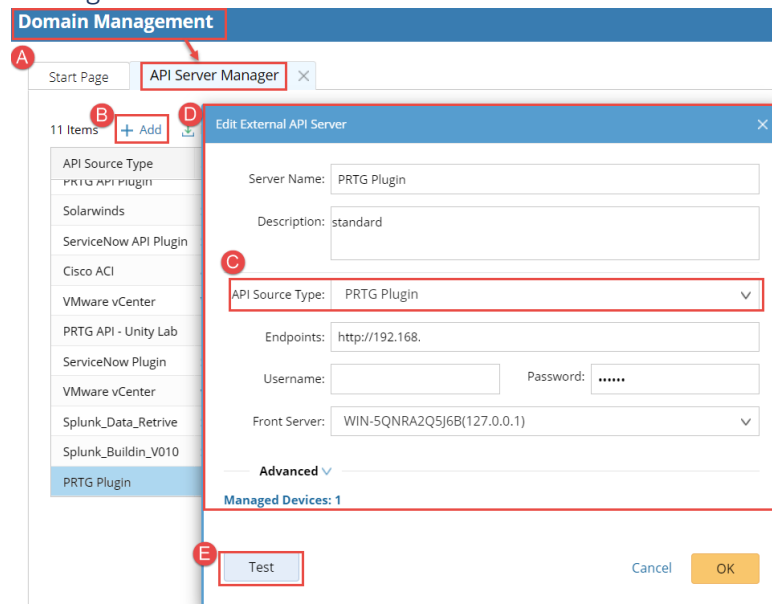 Domain Management
A
Start Page
API Server Manager
B
D
11 Items
+ Add
Edit External API Server
API Source Type
PRTG API Plugin
Solarwinds
ServiceNow API Plugin
Cisco ACI
VMware vCenter
PRTG API - Unity Lab
ServiceNow Plugin
VMware vCenter
Splunk_Data_Retrive
Splunk_Buildin_V010
PRTG Plugin
Server Name: PRTG Plugin
Description: standard
C
API Source Type: PRTG Plugin
Endpoints: http://192.168.
Username:
Password: ••••••
Front Server: WIN-5QNRA2Q5J6B(127.0.0.1)
Advanced
Managed Devices: 1
E
Test
Cancel
OK